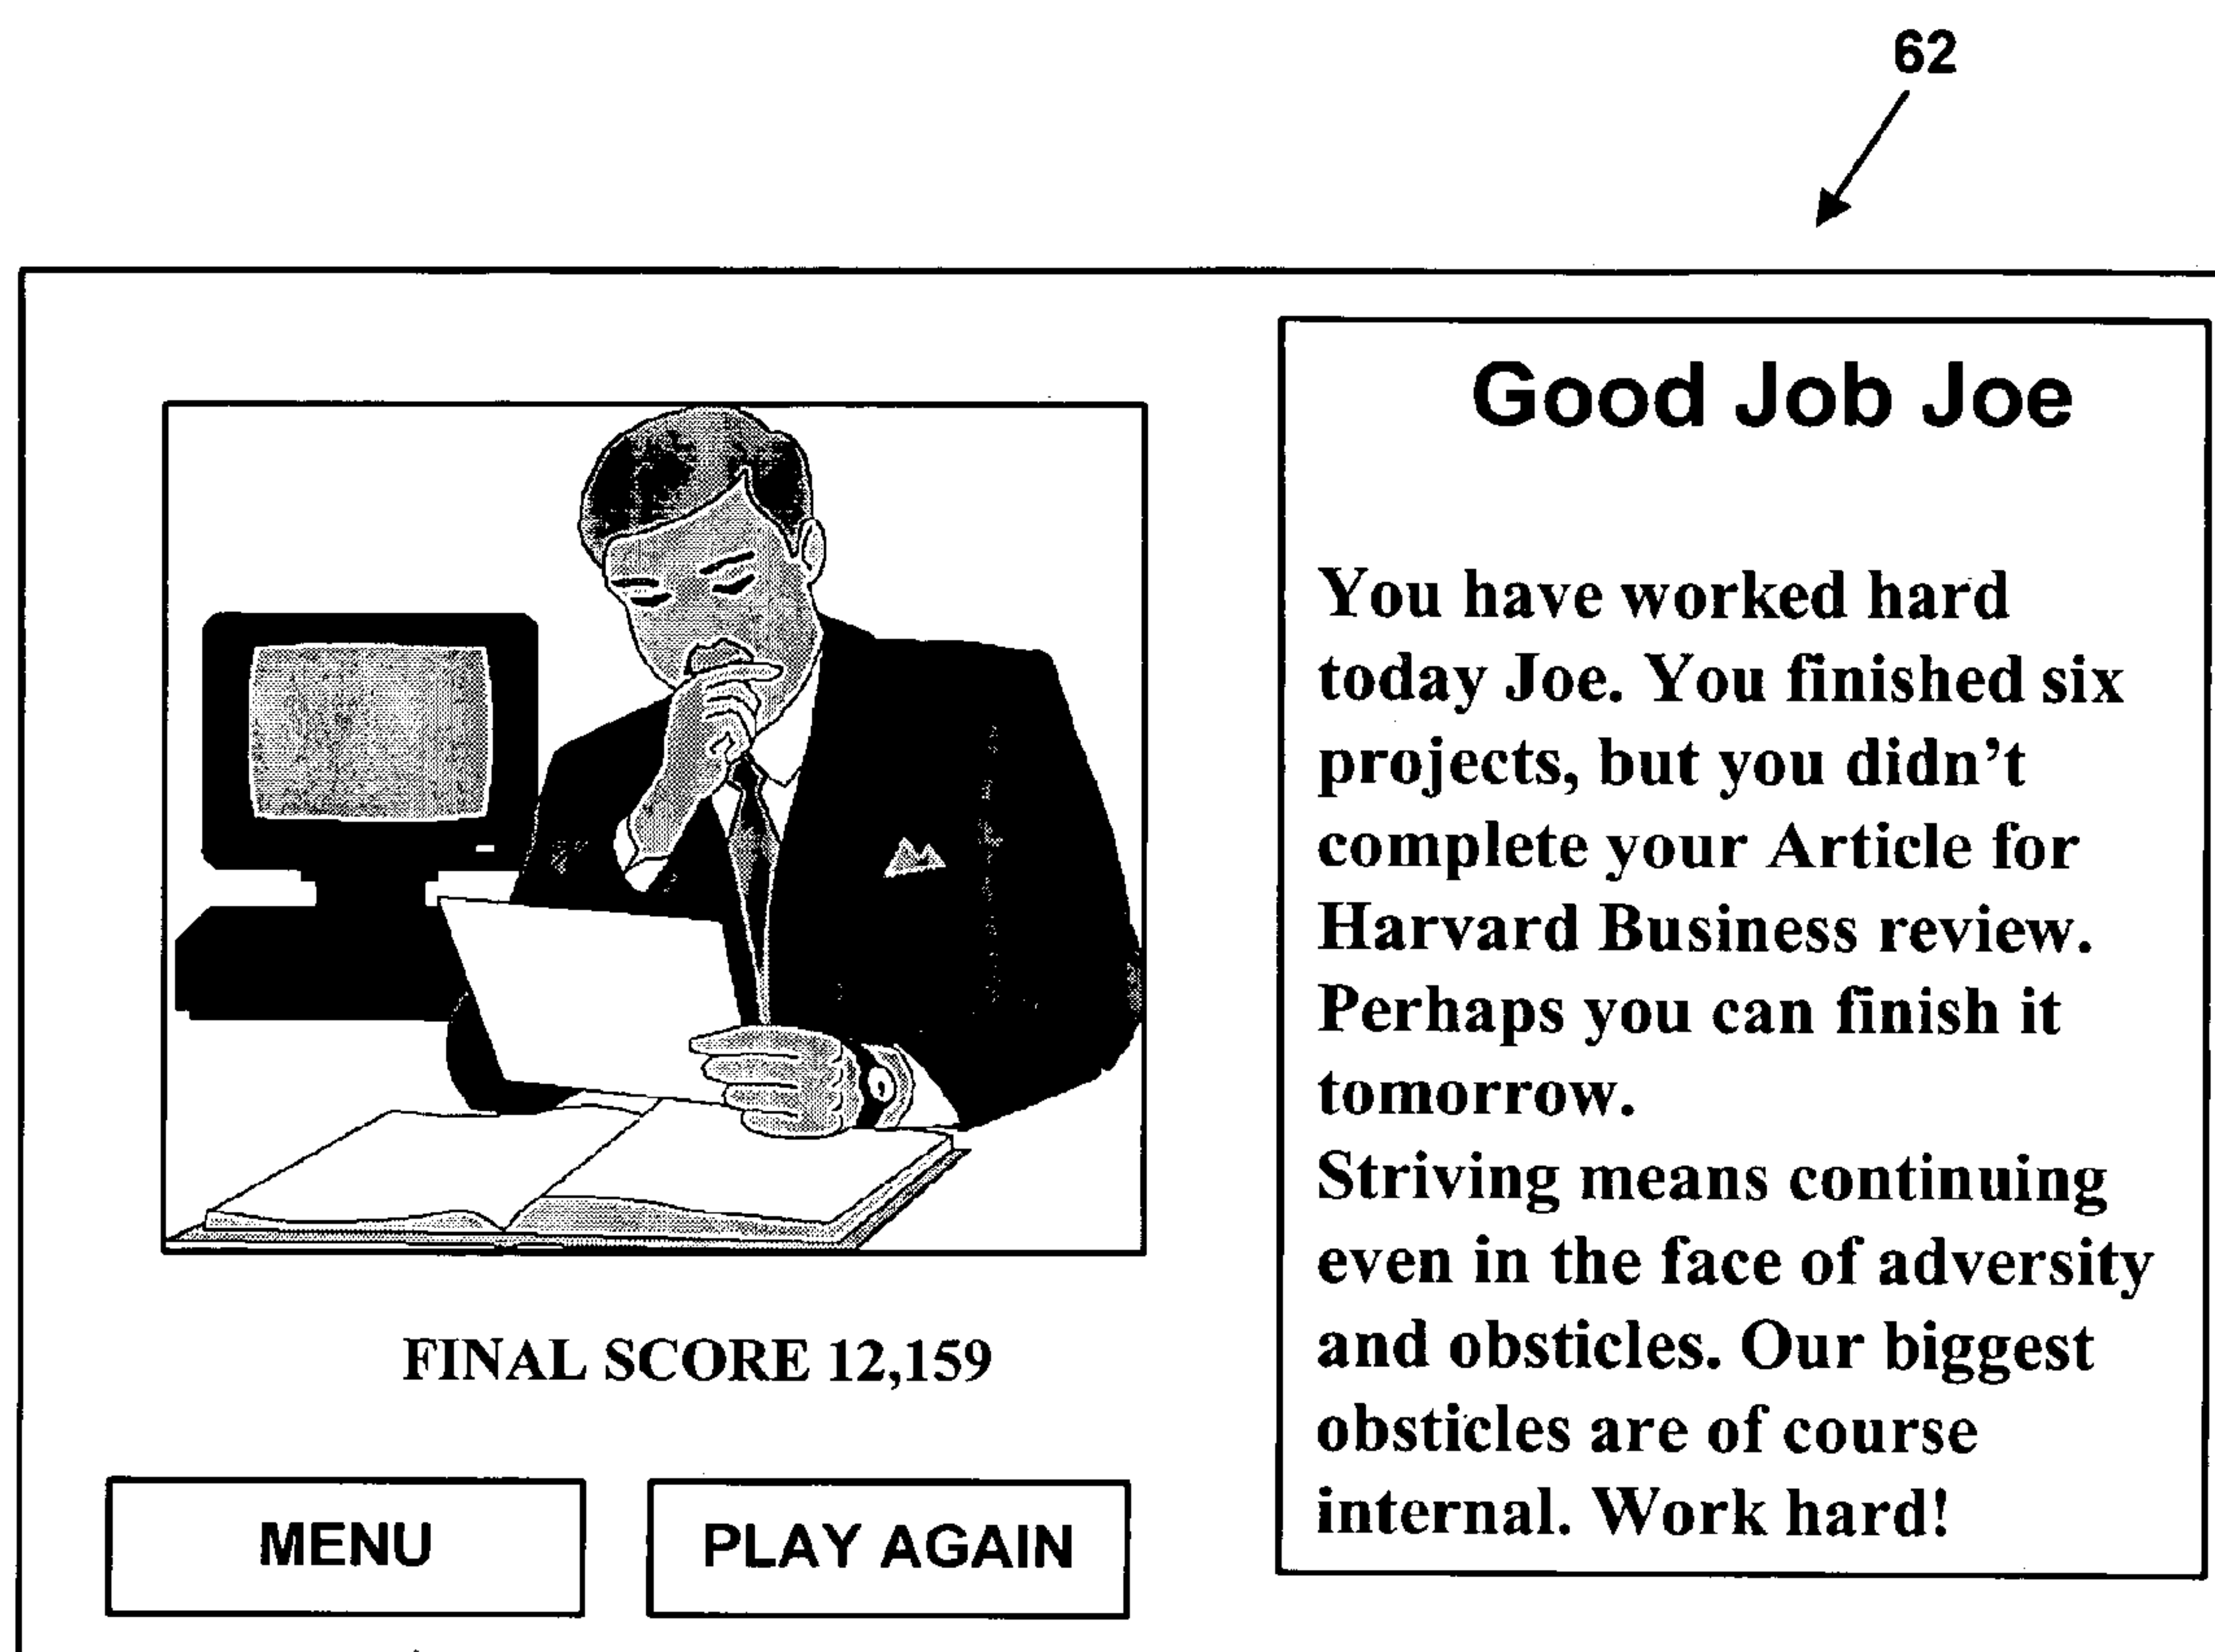 62
Good Job Joe
You have worked hard
today Joe. You finished six
projects, but you didn't
complete your Article for
Harvard Business review.
Perhaps you can finish it
tomorrow.
Striving means continuing
even in the face of adversity
and obsticles. Our biggest
obsticles are of course
internal. Work hard!
FINAL SCORE 12,159
MENU
PLAY AGAIN